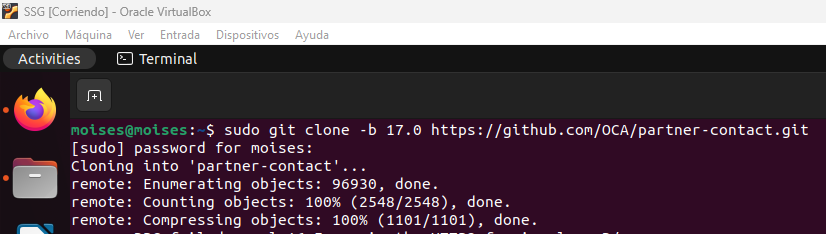 SSG [Corriendo] - Oracle VirtualBox
Archivo Máquina Ver Entrada Dispositivos Ayuda
Activities Terminal
moises@moises:~$ sudo git clone -b 17.0 https://github.com/OCA/partner-contact.git
[sudo] password for moises:
Cloning into 'partner-contact'...
remote: Enumerating objects: 96930, done.
remote: Counting objects: 100% (2548/2548), done.
remote: Compressing objects: 100% (1101/1101), done.